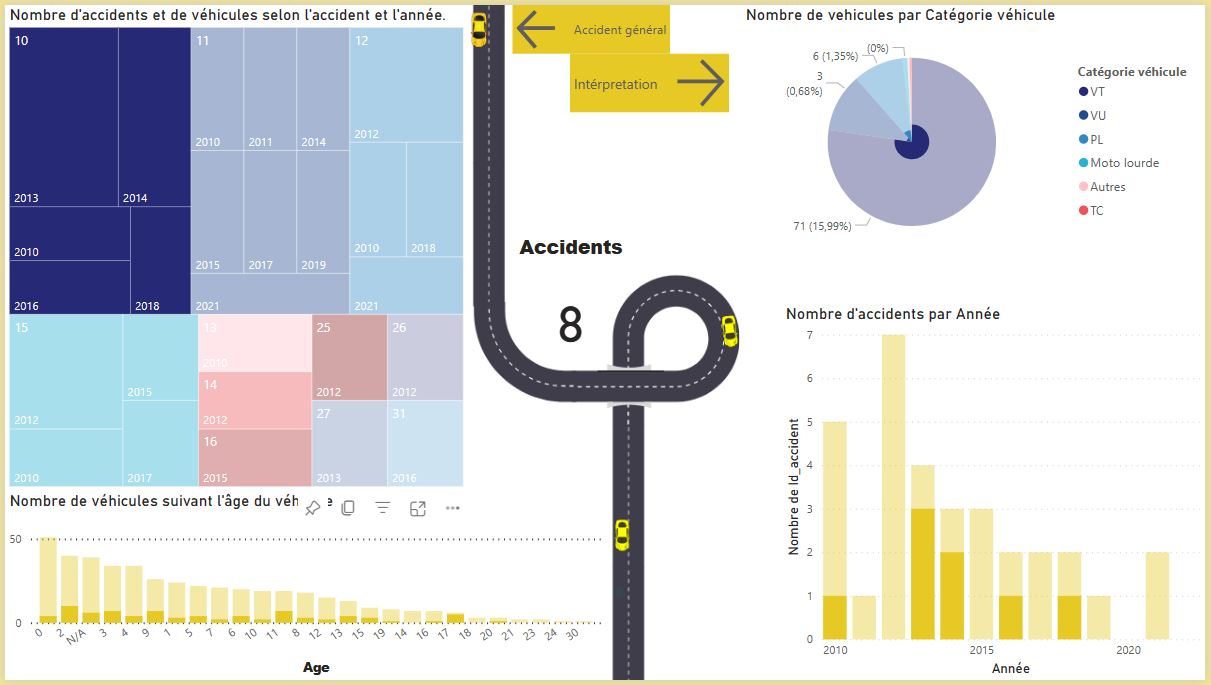 Nombre d'accidents et de véhicules selon l'accident et l'année.
10
2013
2014
2010
2016
2018
11
2010
2011
2014
2015
2017
2019
2021
12
2012
2010
2018
2021
15
2012
2015
2010
2017
13
2010
14
2012
16
2015
25
2012
26
2012
27
2013
31
2016
Accident général
Intérpretation
Accidents
8
Nombre de vehicules par Catégorie véhicule
(0%)
6 (1,35%)
3
(0,68%)
71 (15,99%)
Catégorie véhicule
VT
VU
PL
Moto lourde
Autres
TC
Nombre de véhicules suivant l'âge du véh e
50
0
0 2 N/A 3 4 9 1 5 7 6 10 11 8 12 13 15 19 14 16 17 18 20 21 23 24 30
Age
Nombre d'accidents par Année
Nombre de Id_accident
7
6
5
4
3
2
1
0
2010 2015 2020
Année